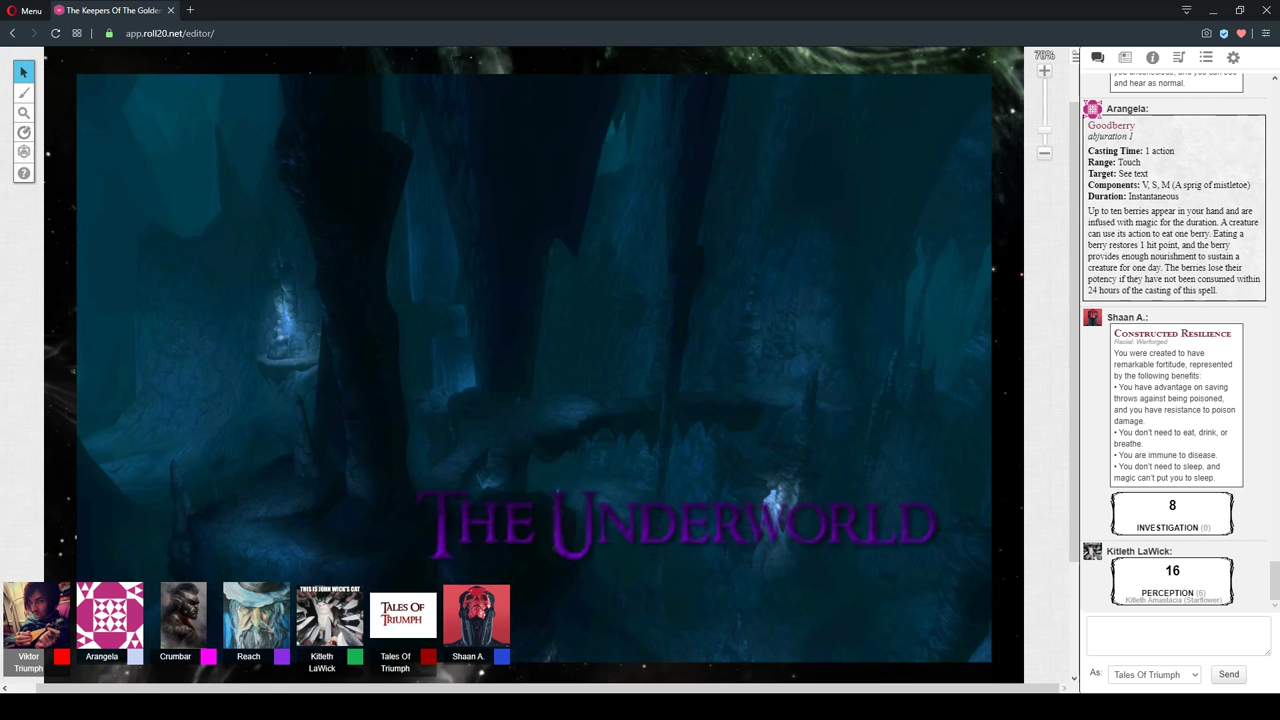 Menu
The Keepers Of The Golden
app.roll20.net/editor/
70%
and hear as normal.
Arangela:
Goodberry
abjuration 1
Casting Time: 1 action
Range: Touch
Target: See text
Components: V, S, M (A sprig of mistletoe)
Duration: Instantaneous
Up to ten berries appear in your hand and are
infused with magic for the duration. A creature
can use its action to eat one berry. Eating a
berry restores 1 hit point, and the berry
provides enough nourishment to sustain a
creature for one day. The berries lose their
potency if they have not been consumed within
24 hours of the casting of this spell.
Shaan A.:
Constructed Resilience
Racial: Warforged
You were created to have
remarkable fortitude, represented
by the following benefits:
• You have advantage on saving
throws against being poisoned,
and you have resistance to poison
damage.
• You don't need to eat, drink, or
breathe.
• You are immune to disease.
• You don't need to sleep, and
magic can't put you to sleep.
8
INVESTIGATION (0)
Kitleth LaWick:
16
PERCEPTION (6)
Kitleth Amastacia (Starflower)
As:
Tales Of Triumph
Send
The Underworld
THIS IS JOHN WICK'S CAT
Tales Of
Triumph
Viktor
Triumph
Arangela
Crumbar
Reach
Kitleth
LaWick
Tales Of
Triumph
Shaan A.